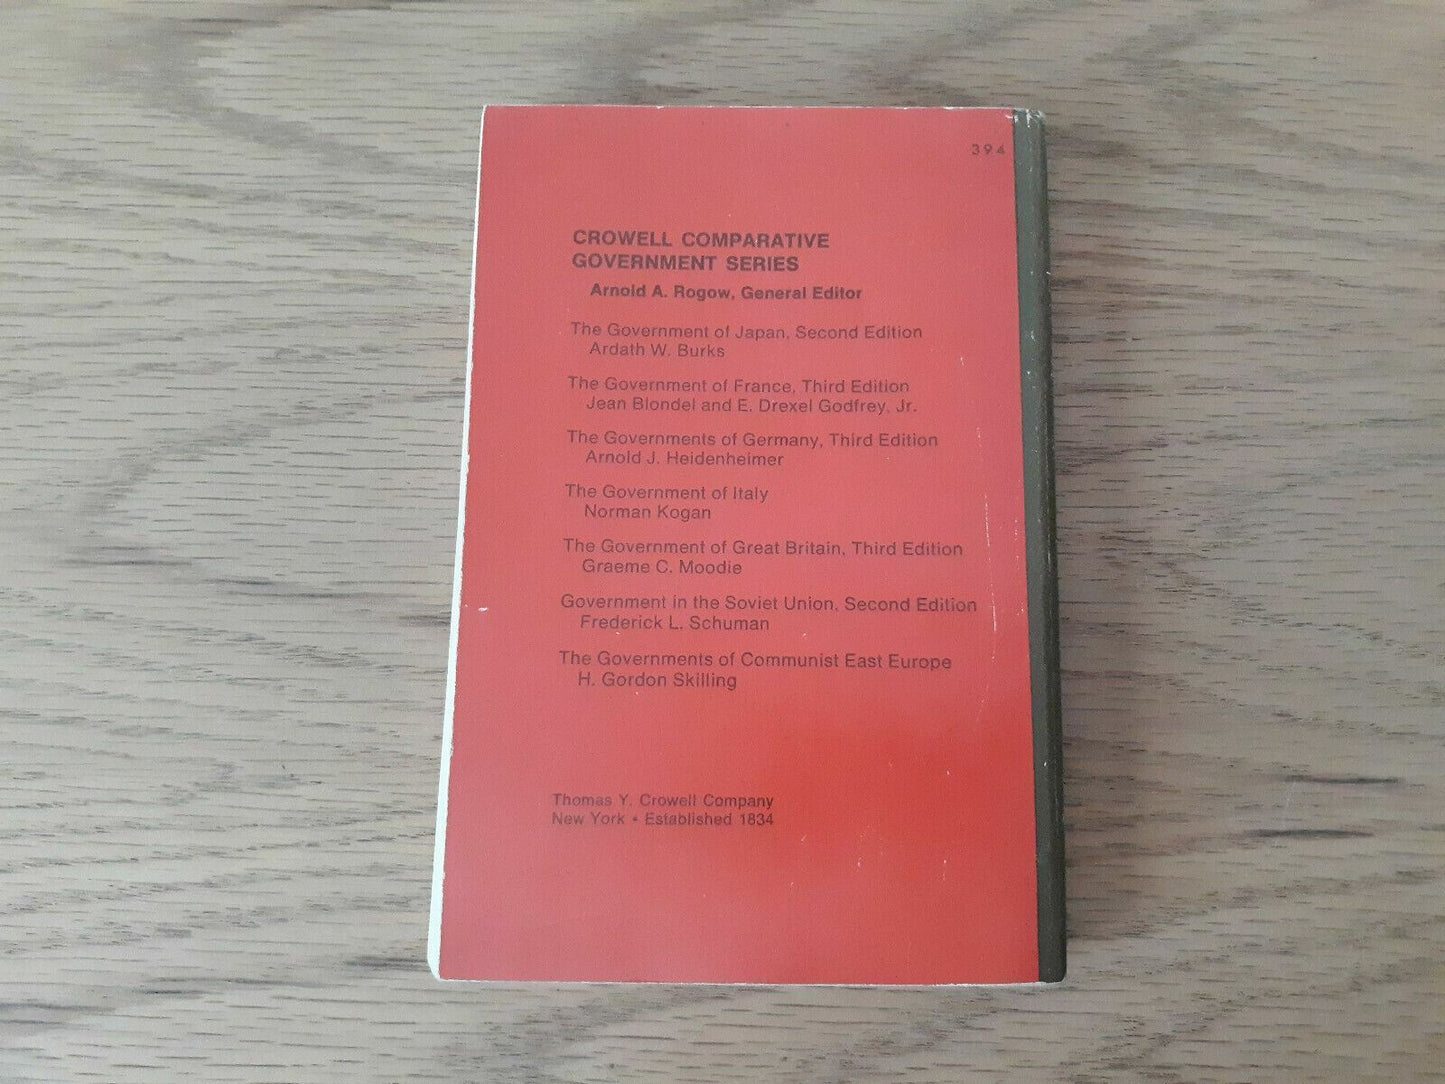 394
CROWELL COMPARATIVE
GOVERNMENT SERIES
Arnold A. Rogow, General Editor
The Government of Japan, Second Edition
Ardath W. Burks
The Government of France, Third Edition
Jean Blondel and E. Drexel Godfrey, Jr.
The Governments of Germany, Third Edition
Arnold J. Heidenheimer
The Government of Italy
Norman Kogan
The Government of Great Britain, Third Edition
Graeme C. Moodie
Government in the Soviet Union, Second Edition
Frederick L. Schuman
The Governments of Communist East Europe
H. Gordon Skilling
Thomas Y. Crowell Company
New York • Established 1834